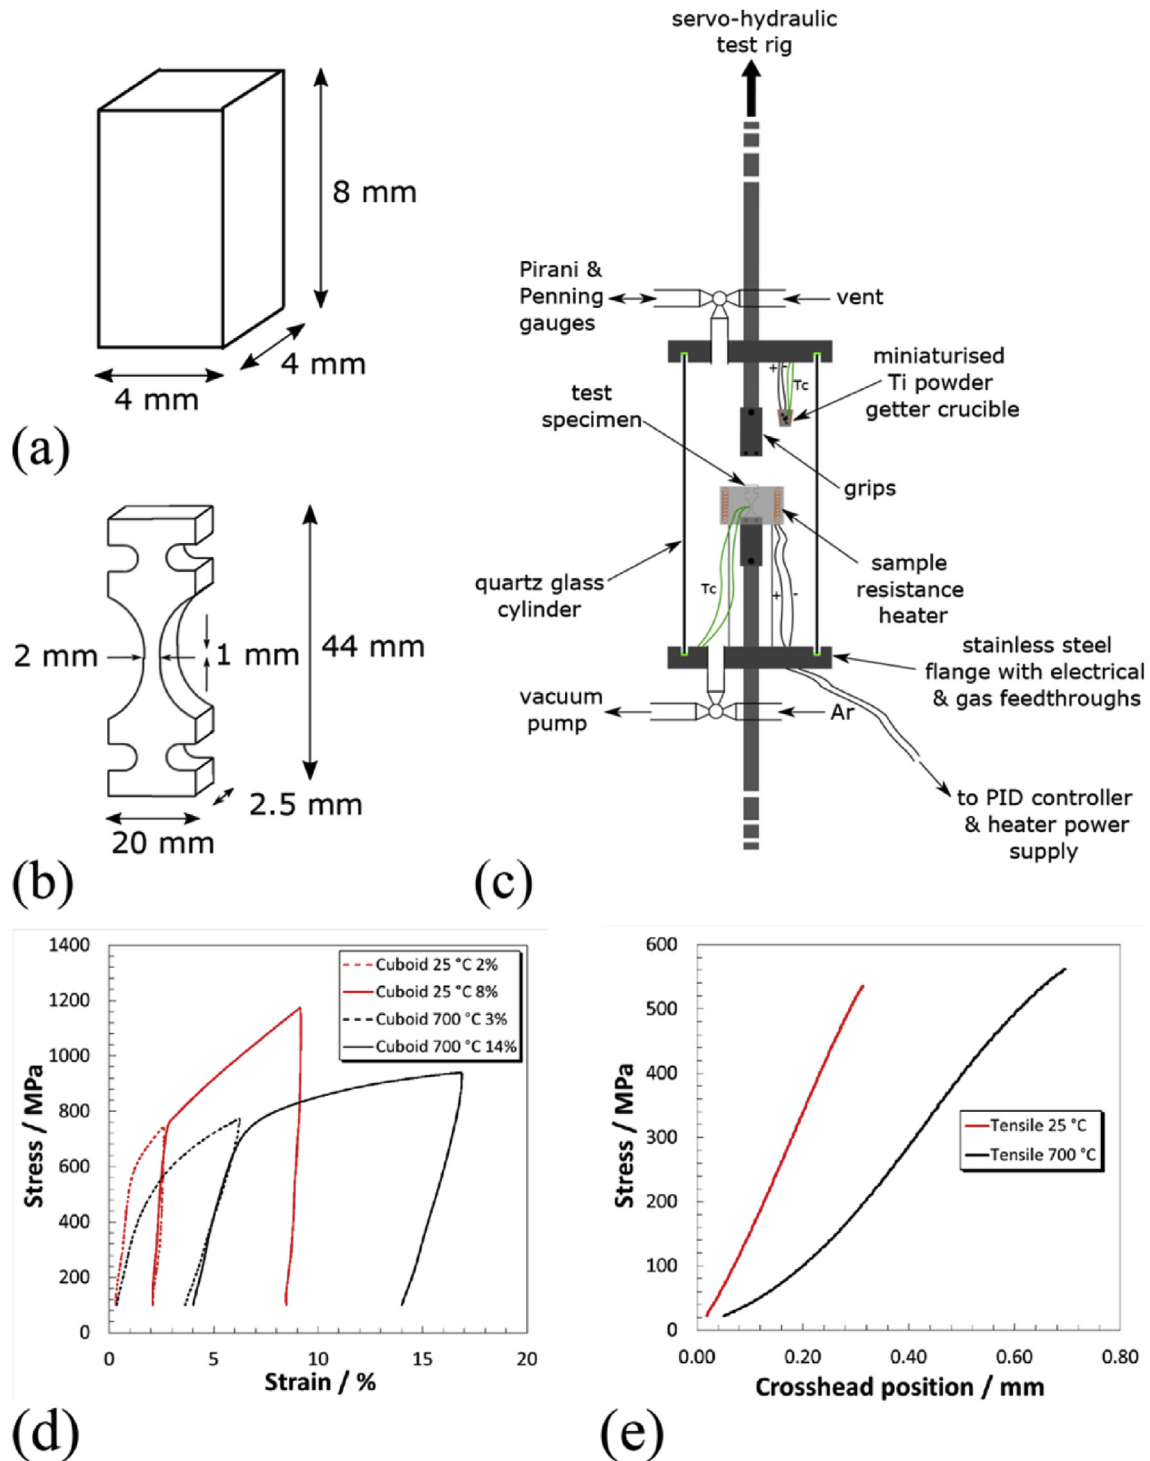 8 mm
4 mm
4 mm
(a)
2 mm
1 mm
44 mm
2.5 mm
20 mm
(b)
servo-hydraulic
test rig
Pirani &
Penning
gauges
vent
miniaturised
Ti powder
getter crucible
+
-
Tc
test
specimen
grips
quartz glass
cylinder
Tc
+
-
sample
resistance
heater
stainless steel
flange with electrical
& gas feedthroughs
vacuum
pump
Ar
to PID controller
& heater power
supply
(c)
1400
1200
1000
800
600
400
200
0
Stress / MPa
Cuboid 25 °C 2%
Cuboid 25 °C 8%
Cuboid 700 °C 3%
Cuboid 700 °C 14%
0 5 10 15 20
Strain / %
(d)
600
500
400
300
200
100
0
Stress / MPa
Tensile 25 °C
Tensile 700 °C
0.00 0.20 0.40 0.60 0.80
Crosshead position / mm
(e)